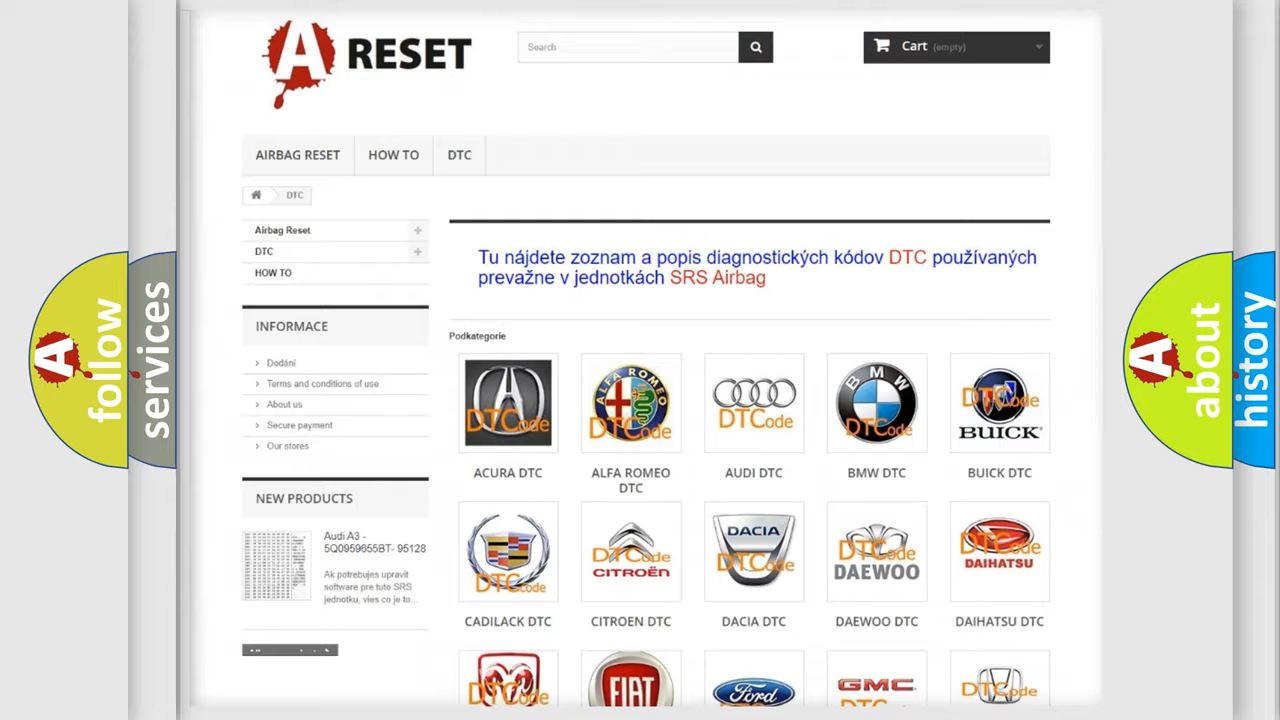 A RESET
Search
Cart (empty)
AIRBAG RESET
HOW TO
DTC
DTC
Airbag Reset
DTC
HOW TO
INFORMACE
Dodání
Terms and conditions of use
About us
Secure payment
Our stores
NEW PRODUCTS
Audi A3 -
5Q0959655BT- 95128
Ak potrebujes upravit
software pre tuto SRS
jednotku, vies co je to...
Tu nájdete zoznam a popis diagnostických kódov DTC používaných
prevažne v jednotkách SRS Airbag
Podkategorie
DTCode
ALFA ROMEO
DTCode
DTCode
BMW
DTCode
DTCode
BUICK
ACURA DTC
ALFA ROMEO
DTC
AUDI DTC
BMW DTC
BUICK DTC
DTCode
DTCode
CITROËN
DACIA
DTCode
DTCode
DAEWOO
DTCode
DAIHATSU
CADILACK DTC
CITROEN DTC
DACIA DTC
DAEWOO DTC
DAIHATSU DTC
DTCode
FIAT
Ford
GMC
DTCode
A follow
services
A about
history